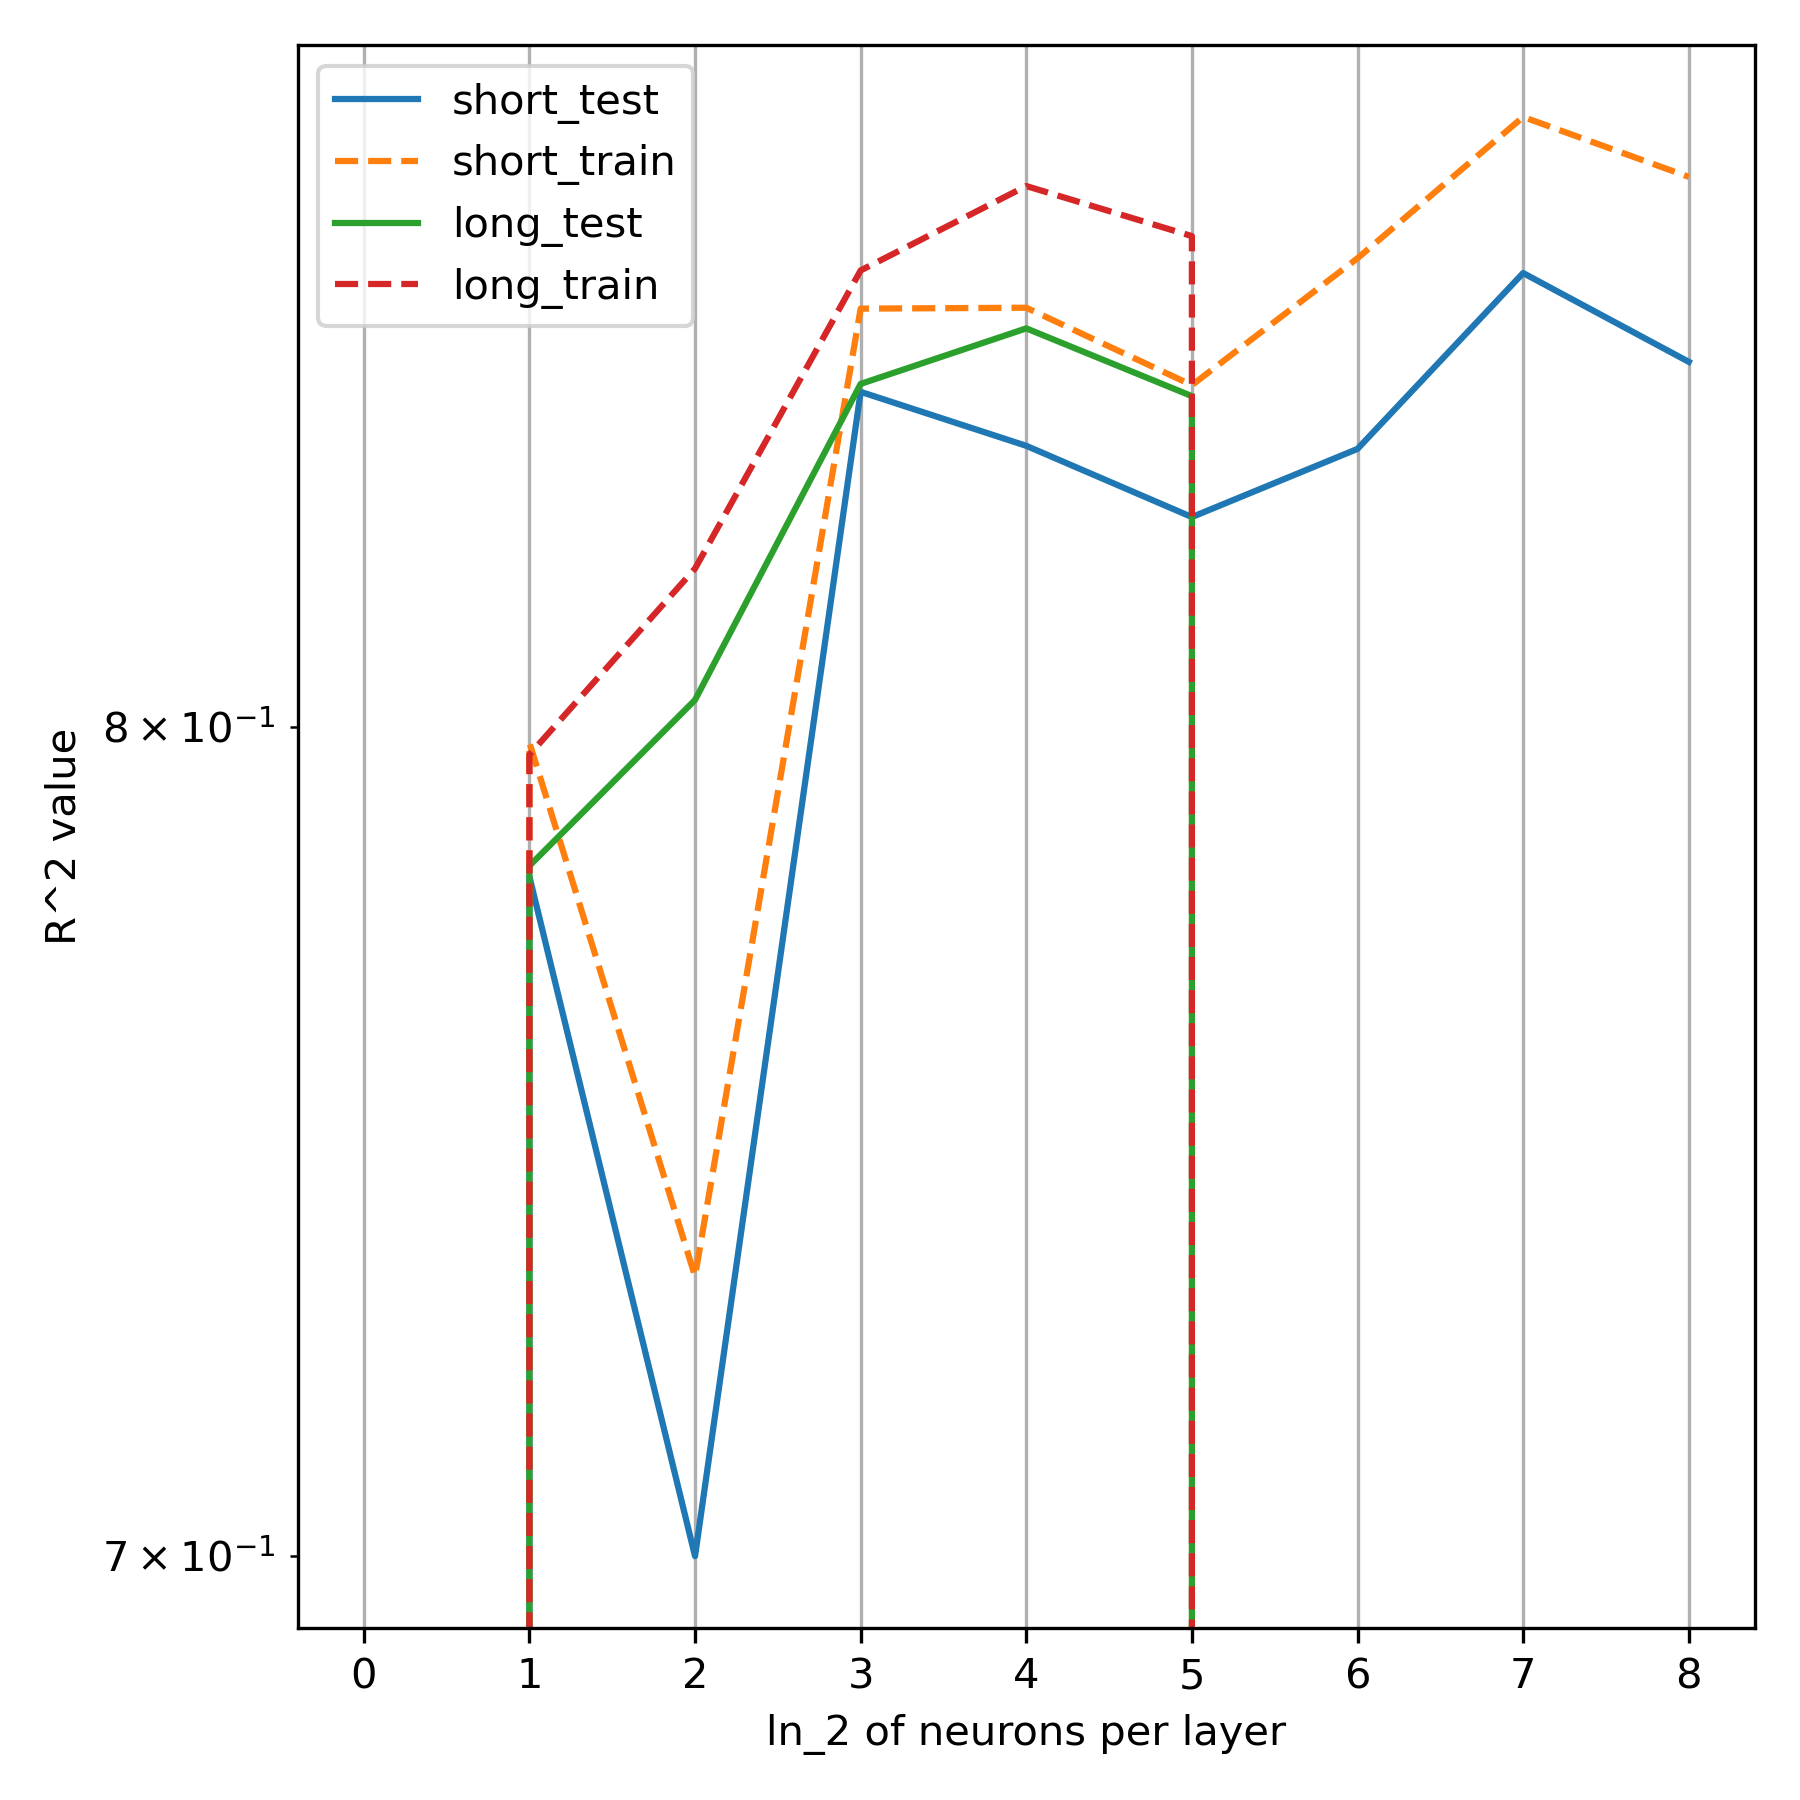 short_test
short_train
long_test
long_train
8 × 10⁻¹
7 × 10⁻¹
R^2 value
0 1 2 3 4 5 6 7 8
ln_2 of neurons per layer